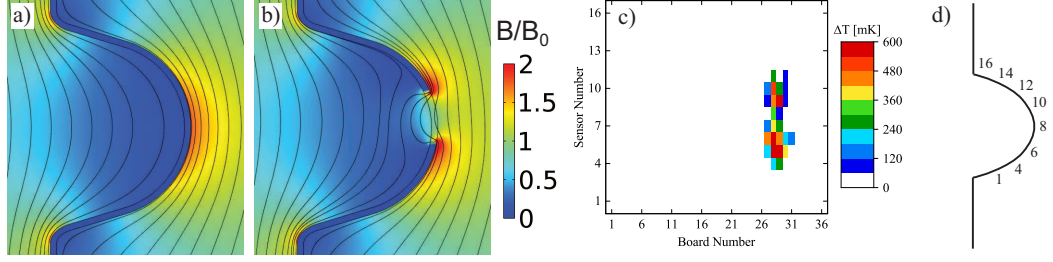 a)
b)
B/B0
2
1.5
1
0.5
0
c)
16
13
10
7
4
1
Sensor Number
1 6 11 16 21 26 31 36
Board Number
ΔT [mK]
600
480
360
240
120
0
d)
16
14
12
10
8
6
4
1